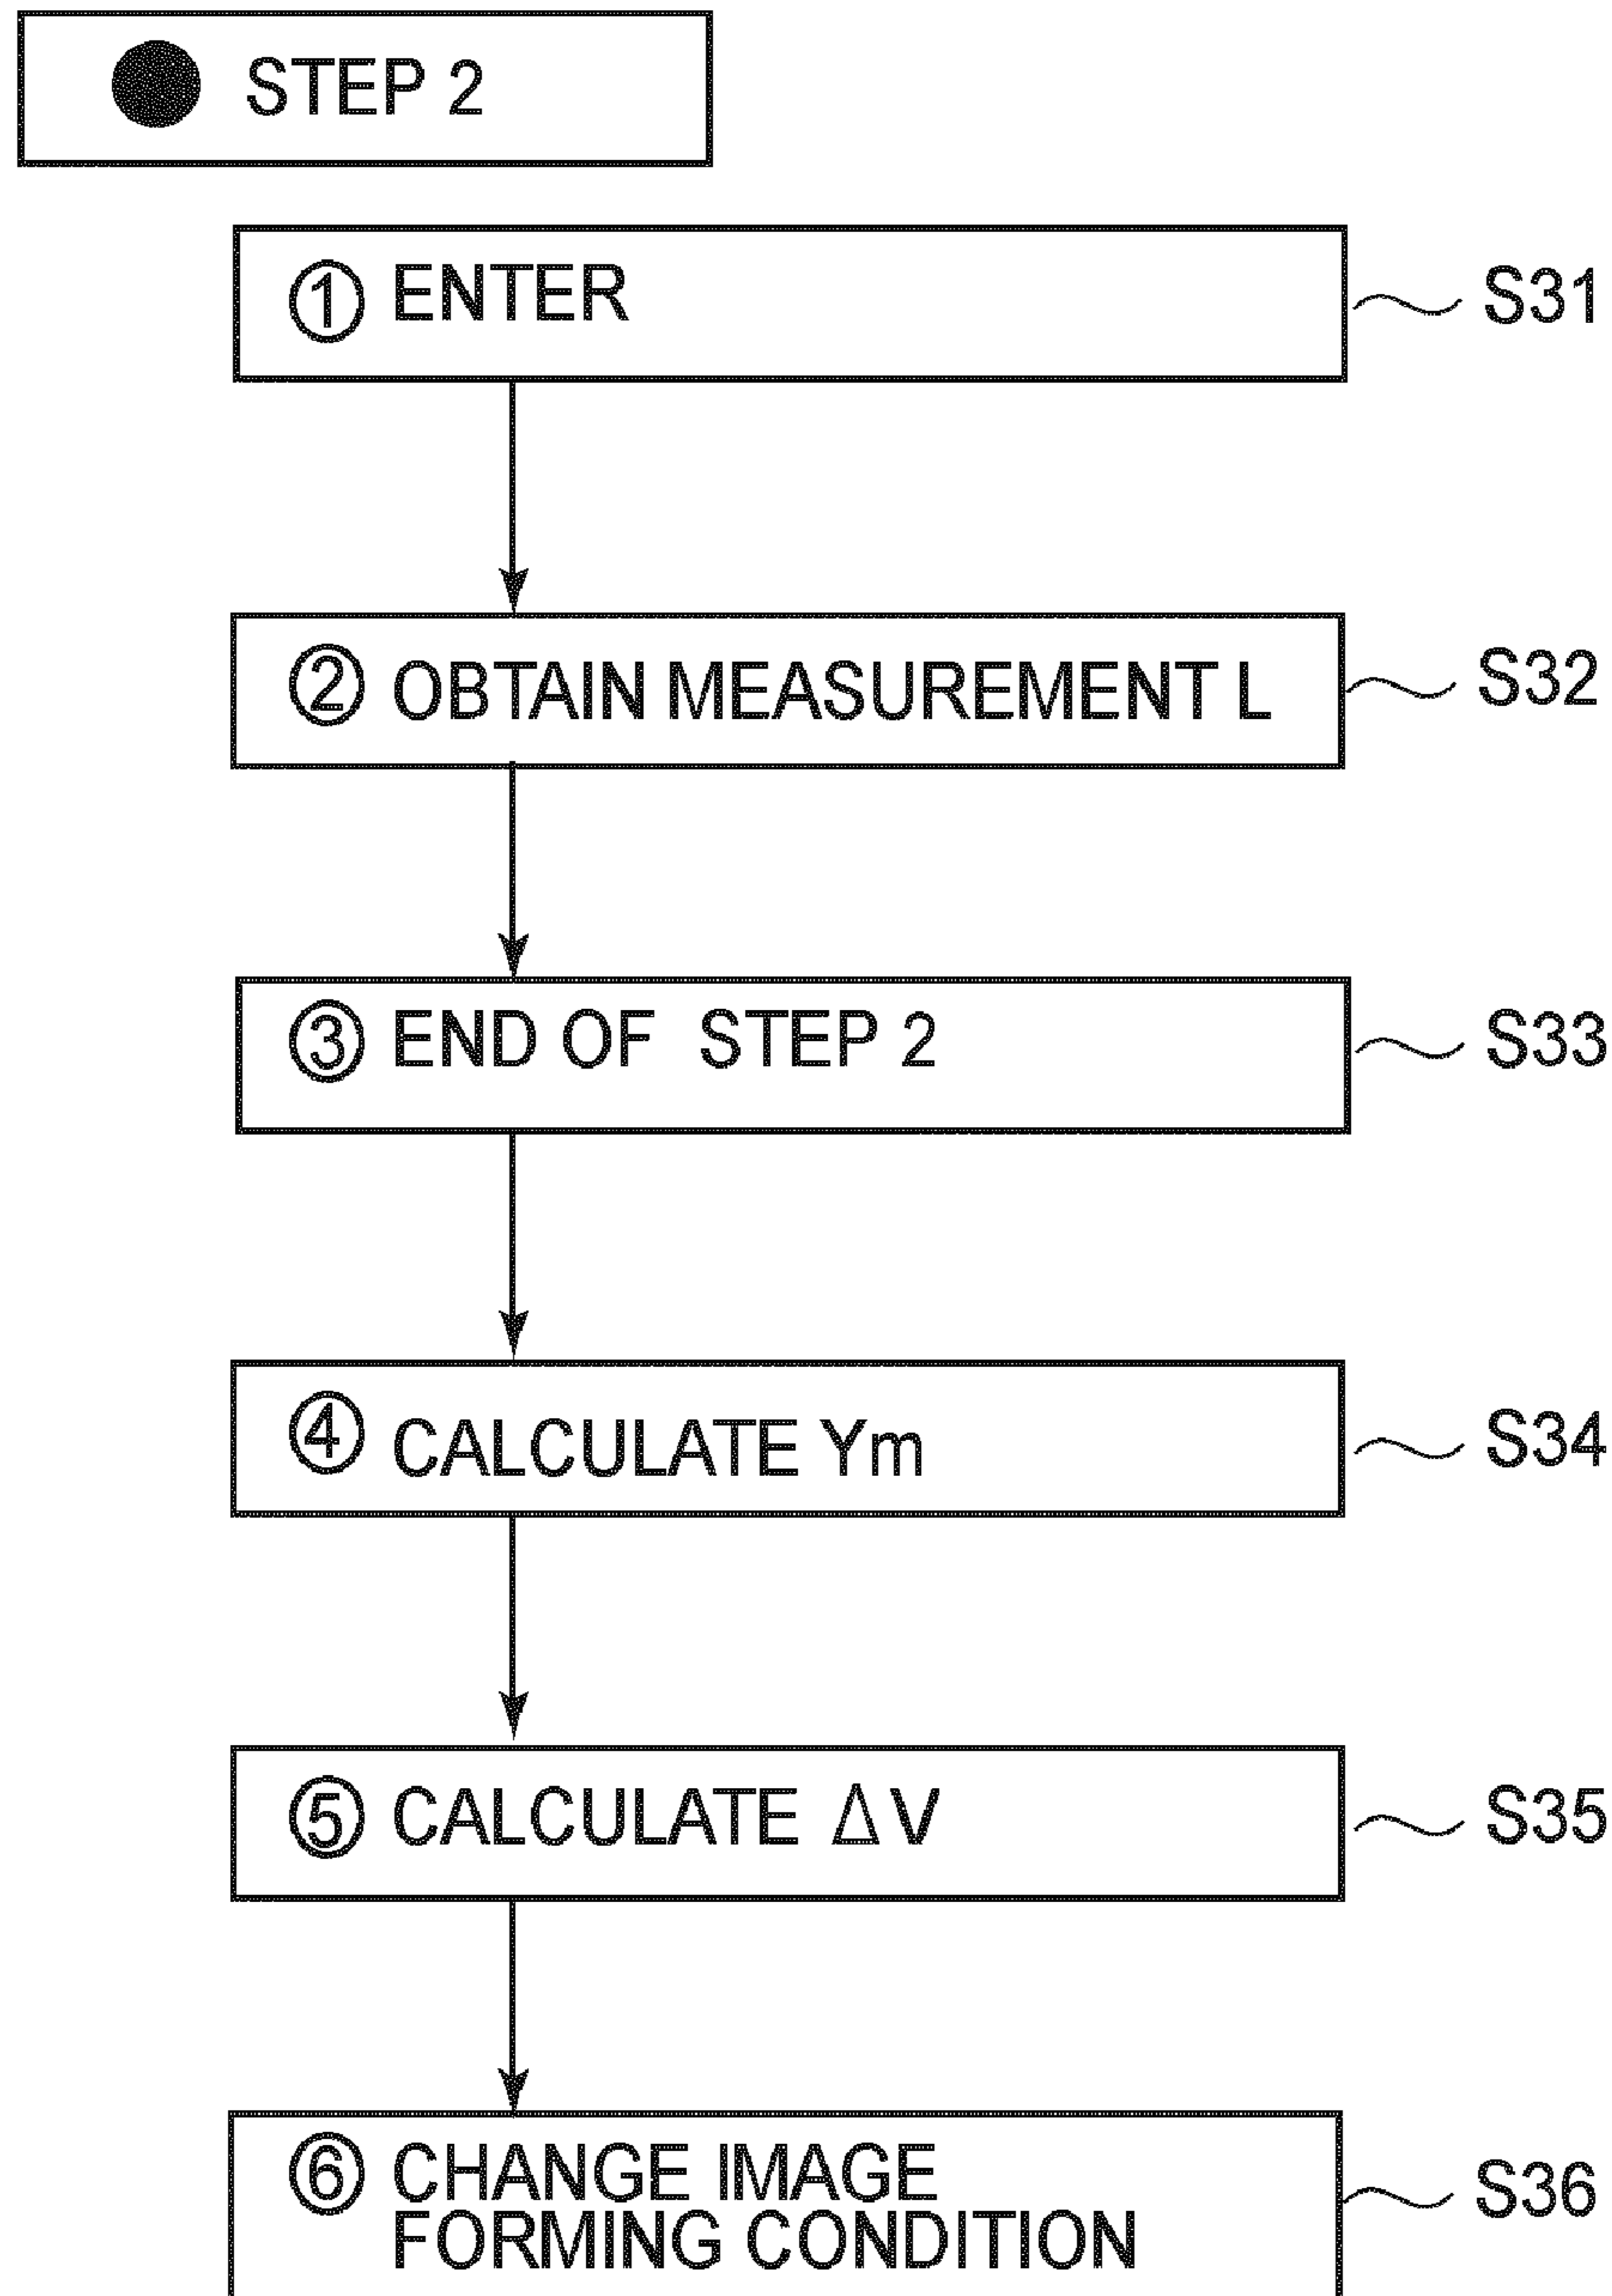 ● STEP 2
① ENTER
S31
② OBTAIN MEASUREMENT L
S32
③ END OF STEP 2
S33
④ CALCULATE Ym
S34
⑤ CALCULATE ΔV
S35
⑥ CHANGE IMAGE
FORMING CONDITION
S36